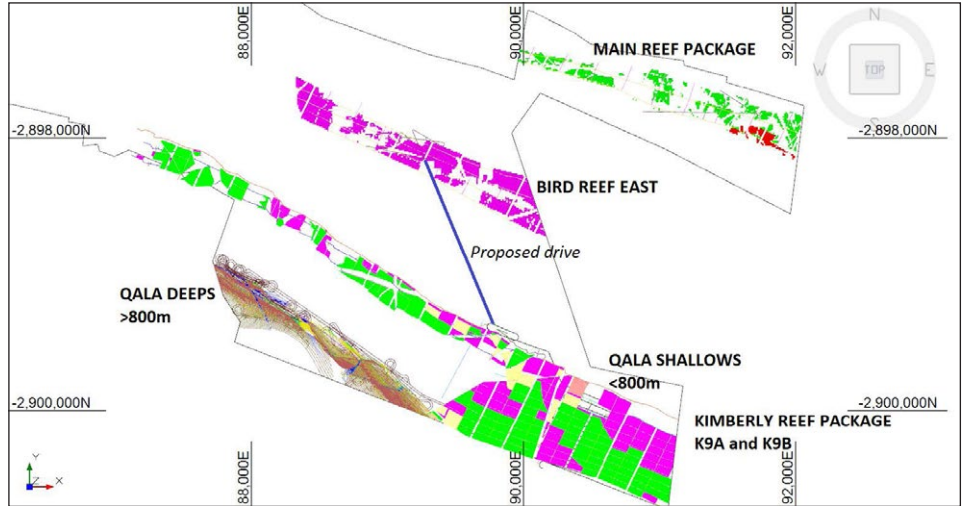 88,000E
90,000E
92,000E
N
W
TOP
E
S
MAIN REEF PACKAGE
-2,898,000N
-2,898,000N
BIRD REEF EAST
Proposed drive
QALA DEEPS
>800m
QALA SHALLOWS
<800m
-2,900,000N
-2,900,000N
KIMBERLY REEF PACKAGE
K9A and K9B
Y
Z
X
88,000E
90,000E
92,000E